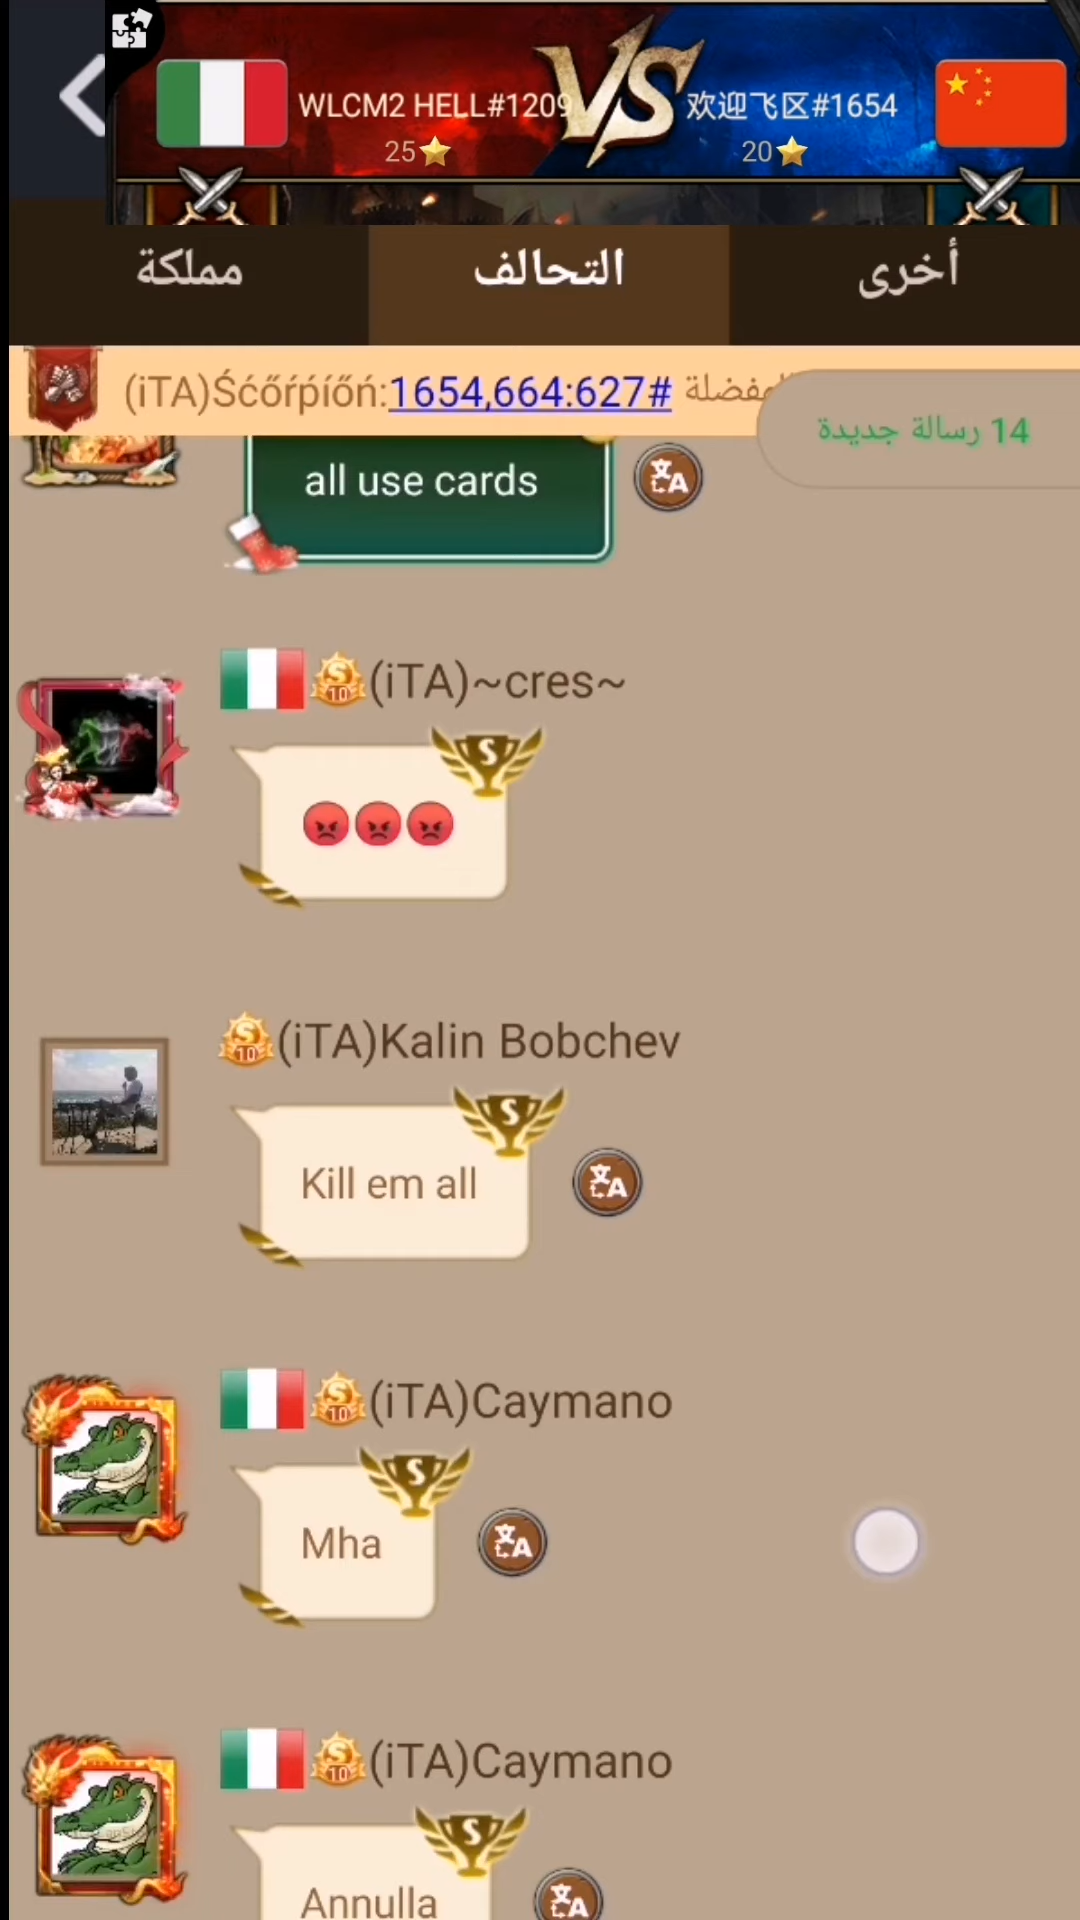 WLCM2 HELL#1209
VS
欢迎飞区#1654
25
20
مملكة
التحالف
أخرى
(iTA)Śćőŕṕíőń:1654,664:627#
14 رسالة جديدة
all use cards
(iTA)~cres~
😡😡😡
(iTA)Kalin Bobchev
Kill em all
(iTA)Caymano
Mha
(iTA)Caymano
Annulla